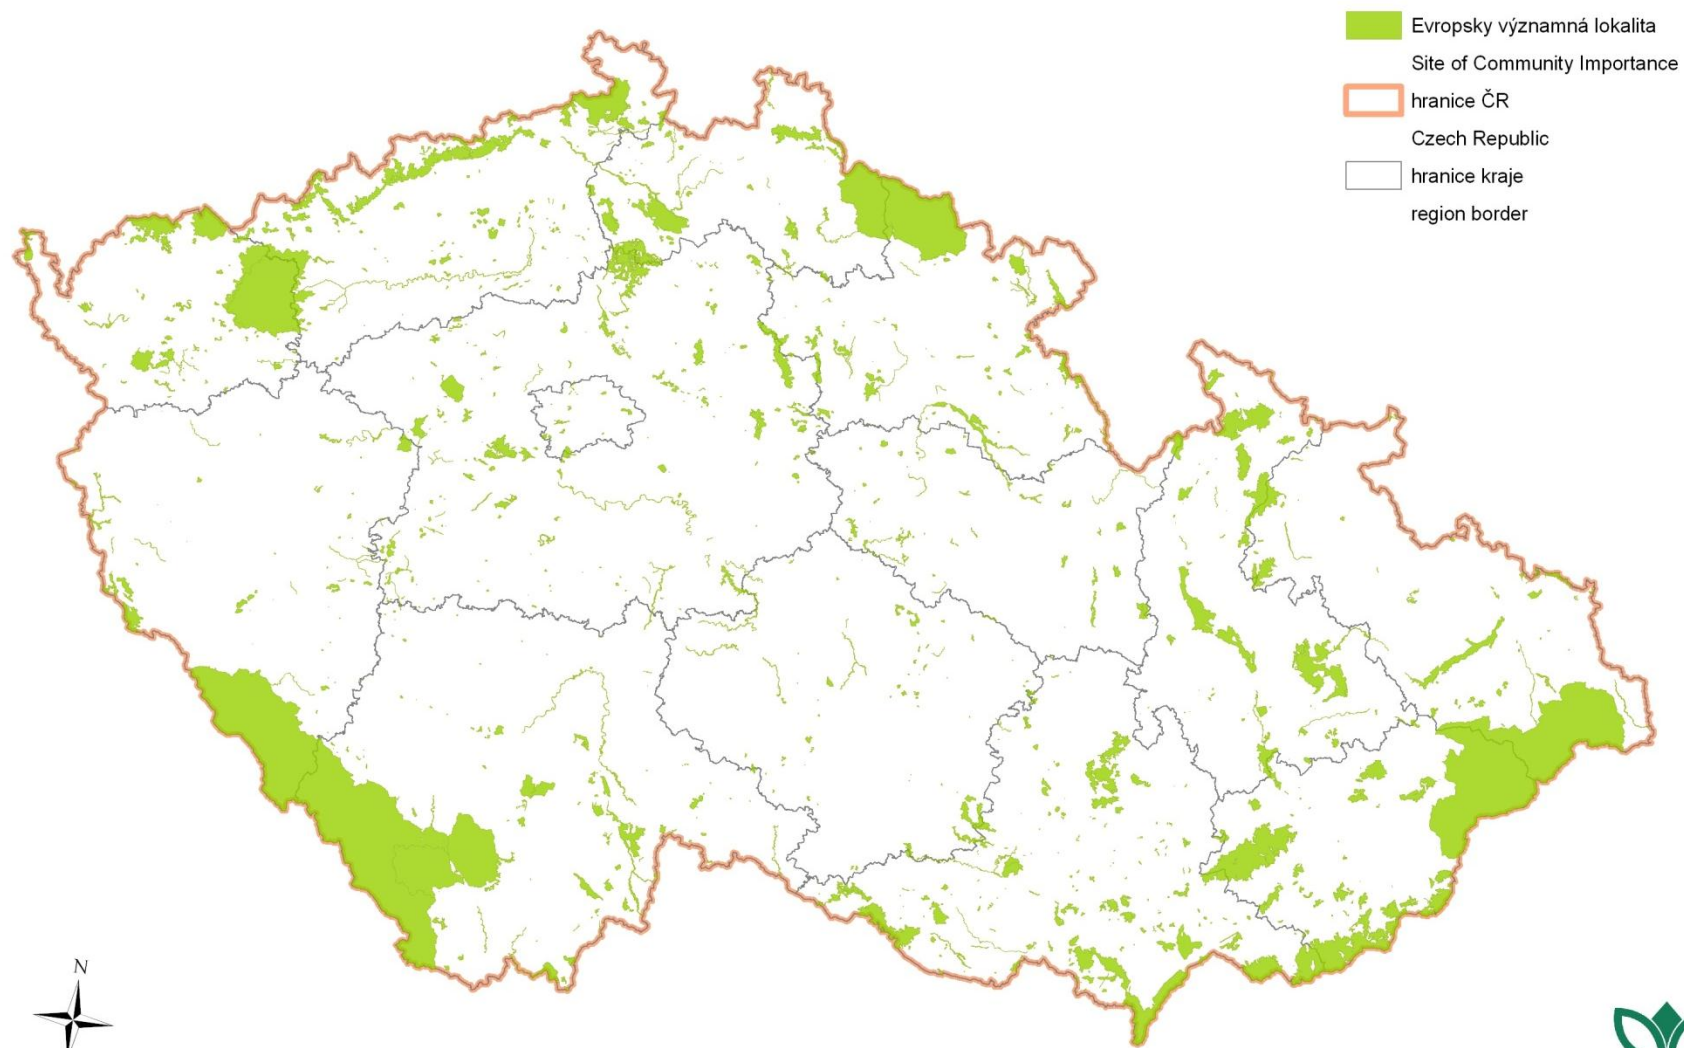 Evropsky významná lokalita
Site of Community Importance
hranice ČR
Czech Republic
hranice kraje
region border
N